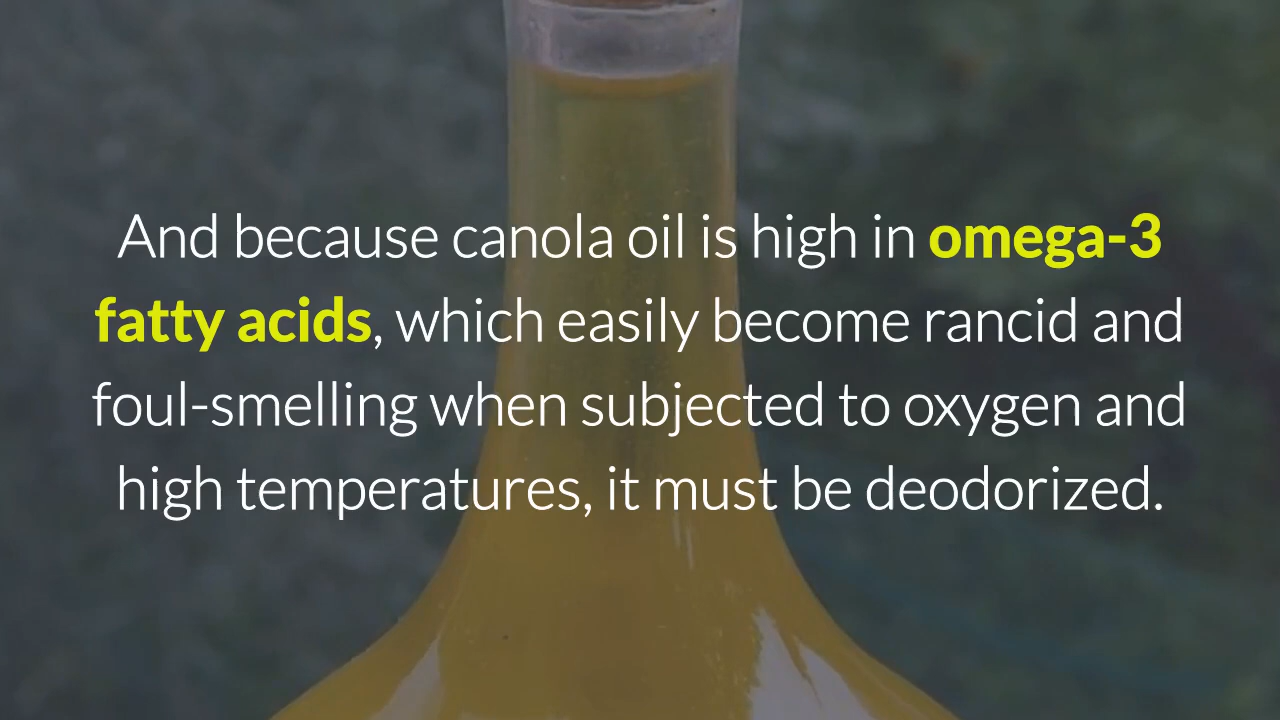 And because canola oil is high in omega-3
fatty acids, which easily become rancid and
foul-smelling when subjected to oxygen and
high temperatures, it must be deodorized.